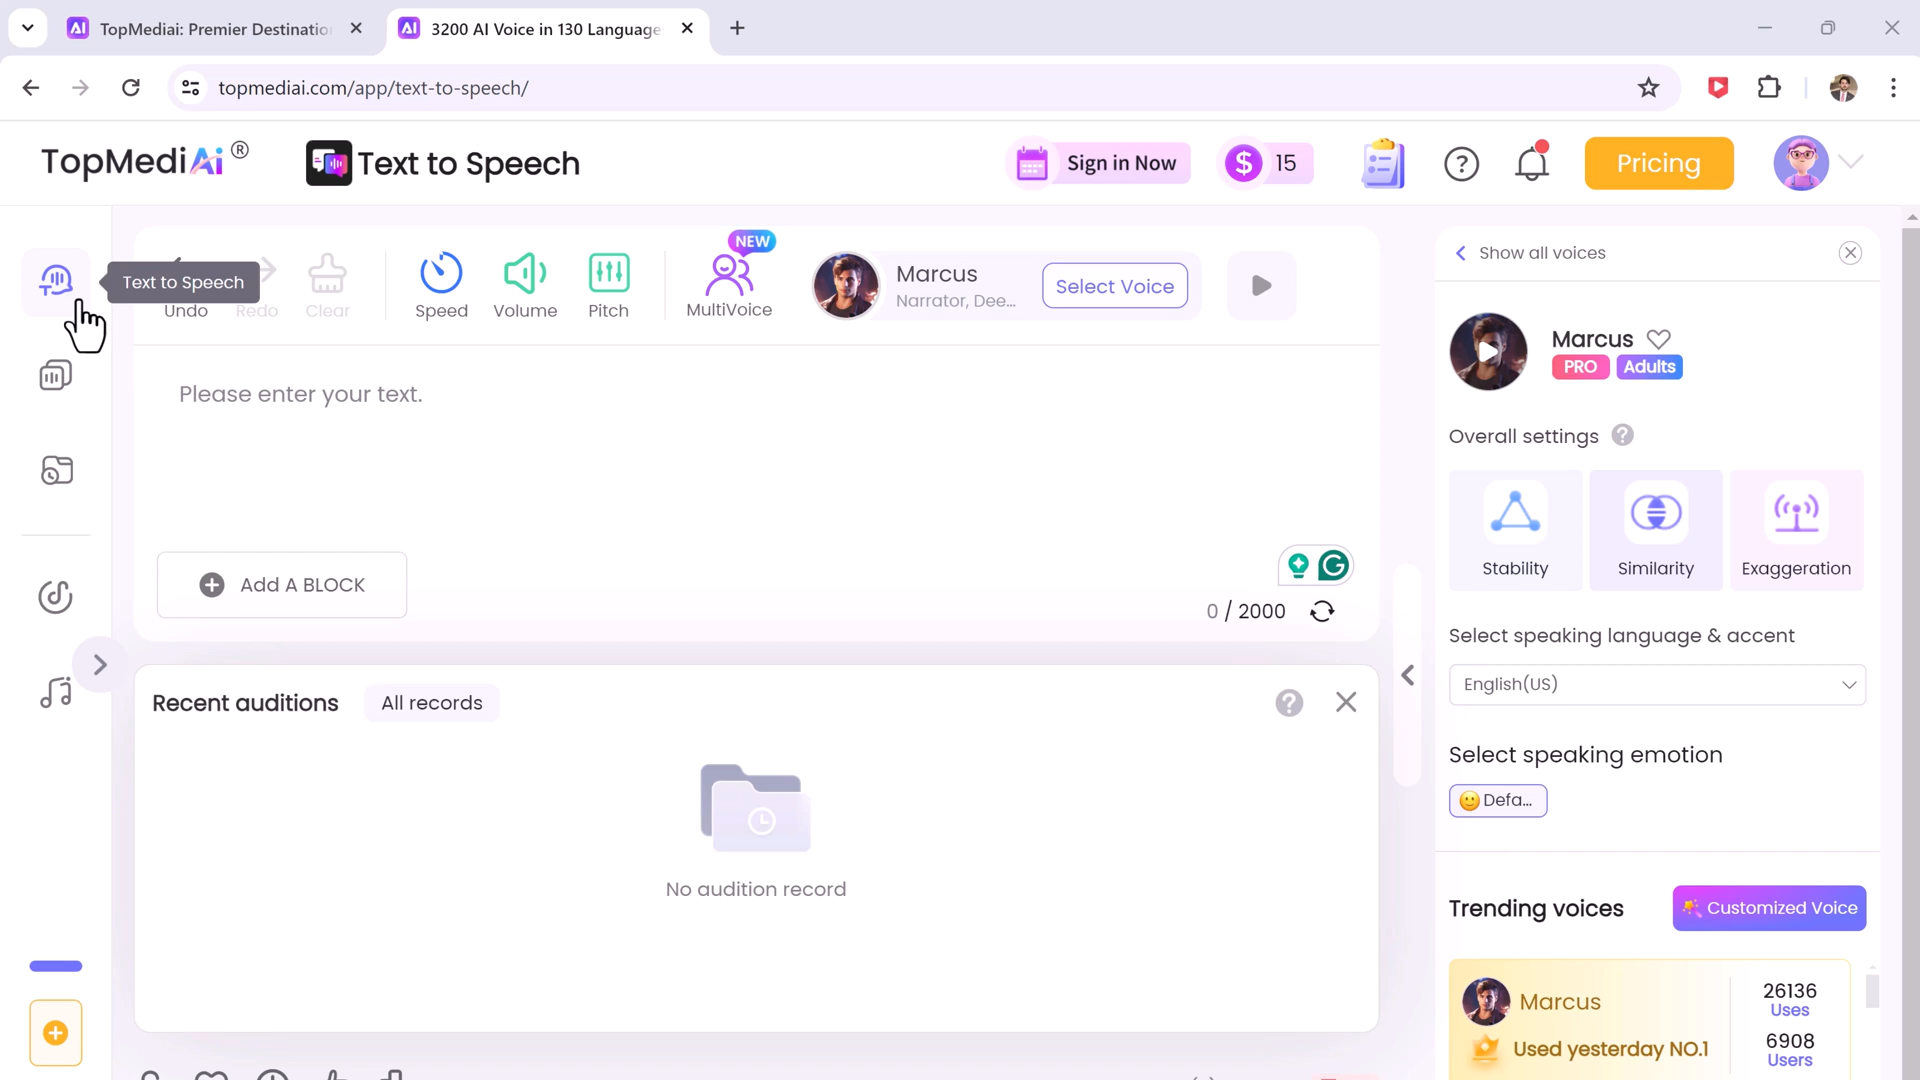 TopMediai: Premier Destinatio
3200 AI Voice in 130 Language
topmediai.com/app/text-to-speech/
TopMediAi®
Text to Speech
Sign in Now
$ 15
Pricing
Text to Speech
Undo
Redo
Clear
Speed
Volume
Pitch
NEW
MultiVoice
Marcus
Narrator, Dee...
Select Voice
Please enter your text.
Add A BLOCK
0 / 2000
Recent auditions
All records
No audition record
Show all voices
Marcus
PRO
Adults
Overall settings
Stability
Similarity
Exaggeration
Select speaking language & accent
English(US)
Select speaking emotion
Defa...
Trending voices
Customized Voice
Marcus
26136
Uses
Used yesterday NO.1
6908
Users